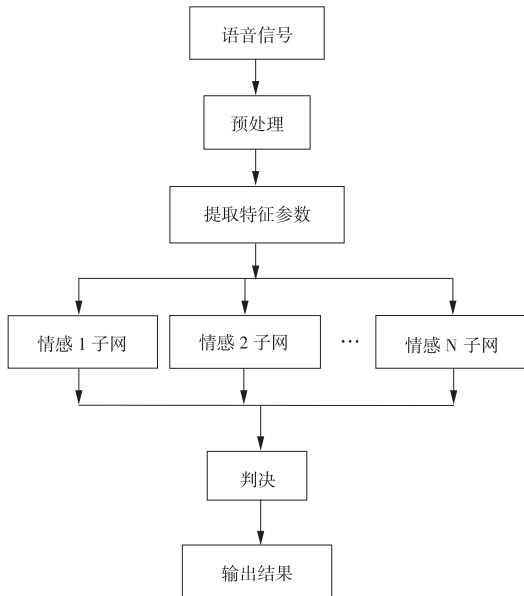 语音信号
预处理
提取特征参数
情感 1 子网
情感 2 子网
…
情感 N 子网
判决
输出结果